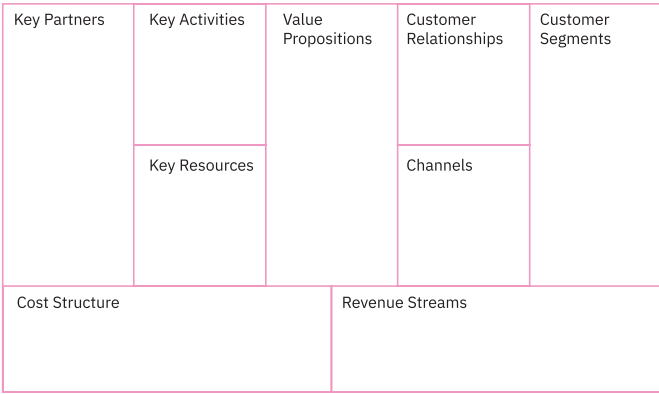 Key Partners
Key Activities
Value
Propositions
Customer
Relationships
Customer
Segments
Key Resources
Channels
Cost Structure
Revenue Streams